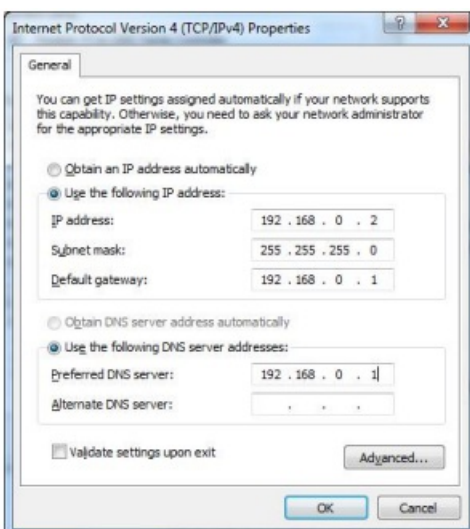 Internet Protocol Version 4 (TCP/IPv4) Properties
General
You can get IP settings assigned automatically if your network supports
this capability. Otherwise, you need to ask your network administrator
for the appropriate IP settings.
Obtain an IP address automatically
Use the following IP address:
IP address: 192 . 168 . 0 . 2
Subnet mask: 255 . 255 . 255 . 0
Default gateway: 192 . 168 . 0 . 1
Obtain DNS server address automatically
Use the following DNS server addresses:
Preferred DNS server: 192 . 168 . 0 . 1
Alternate DNS server: . . .
Validate settings upon exit
Advanced...
OK Cancel